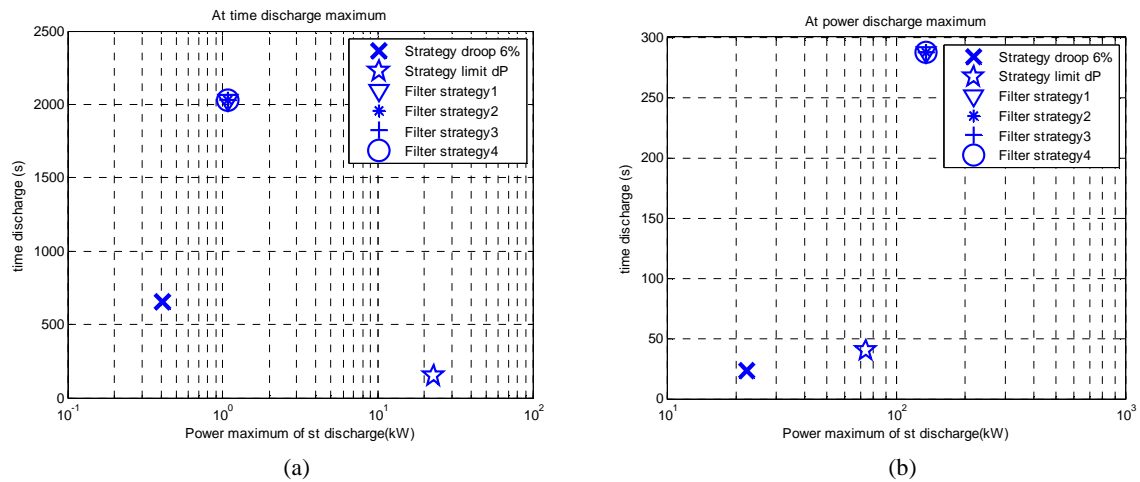 At time discharge maximum
2500
2000
1500
1000
500
0
time discharge (s)
10^-1
10^0
10^1
10^2
Power maximum of st discharge(kW)
Strategy droop 6%
Strategy limit dP
Filter strategy1
Filter strategy2
Filter strategy3
Filter strategy4
(a)
At power discharge maximum
300
250
200
150
100
50
0
time discharge (s)
10^1
10^2
10^3
Power maximum of st discharge(kW)
Strategy droop 6%
Strategy limit dP
Filter strategy1
Filter strategy2
Filter strategy3
Filter strategy4
(b)